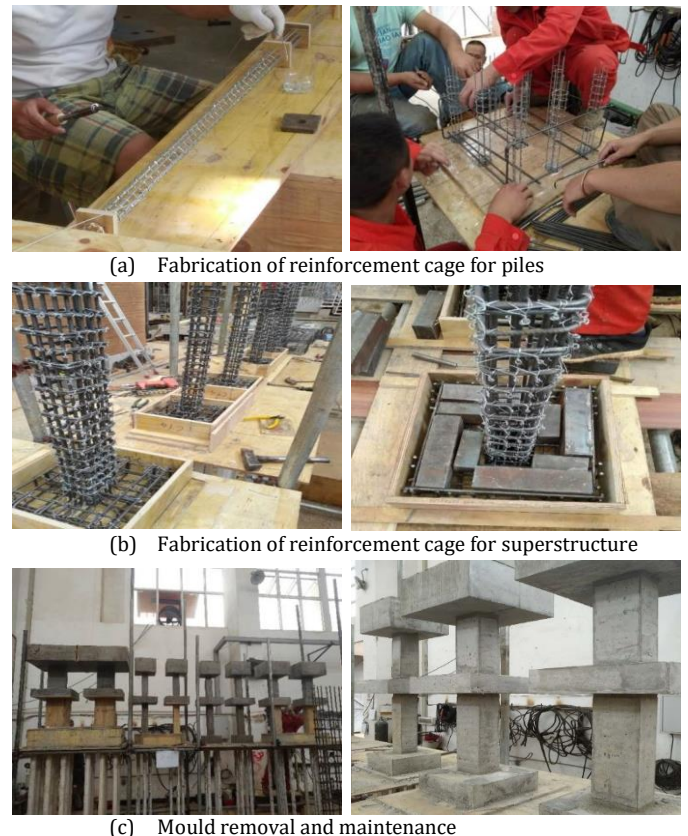 (a) Fabrication of reinforcement cage for piles
(b) Fabrication of reinforcement cage for superstructure
(c) Mould removal and maintenance